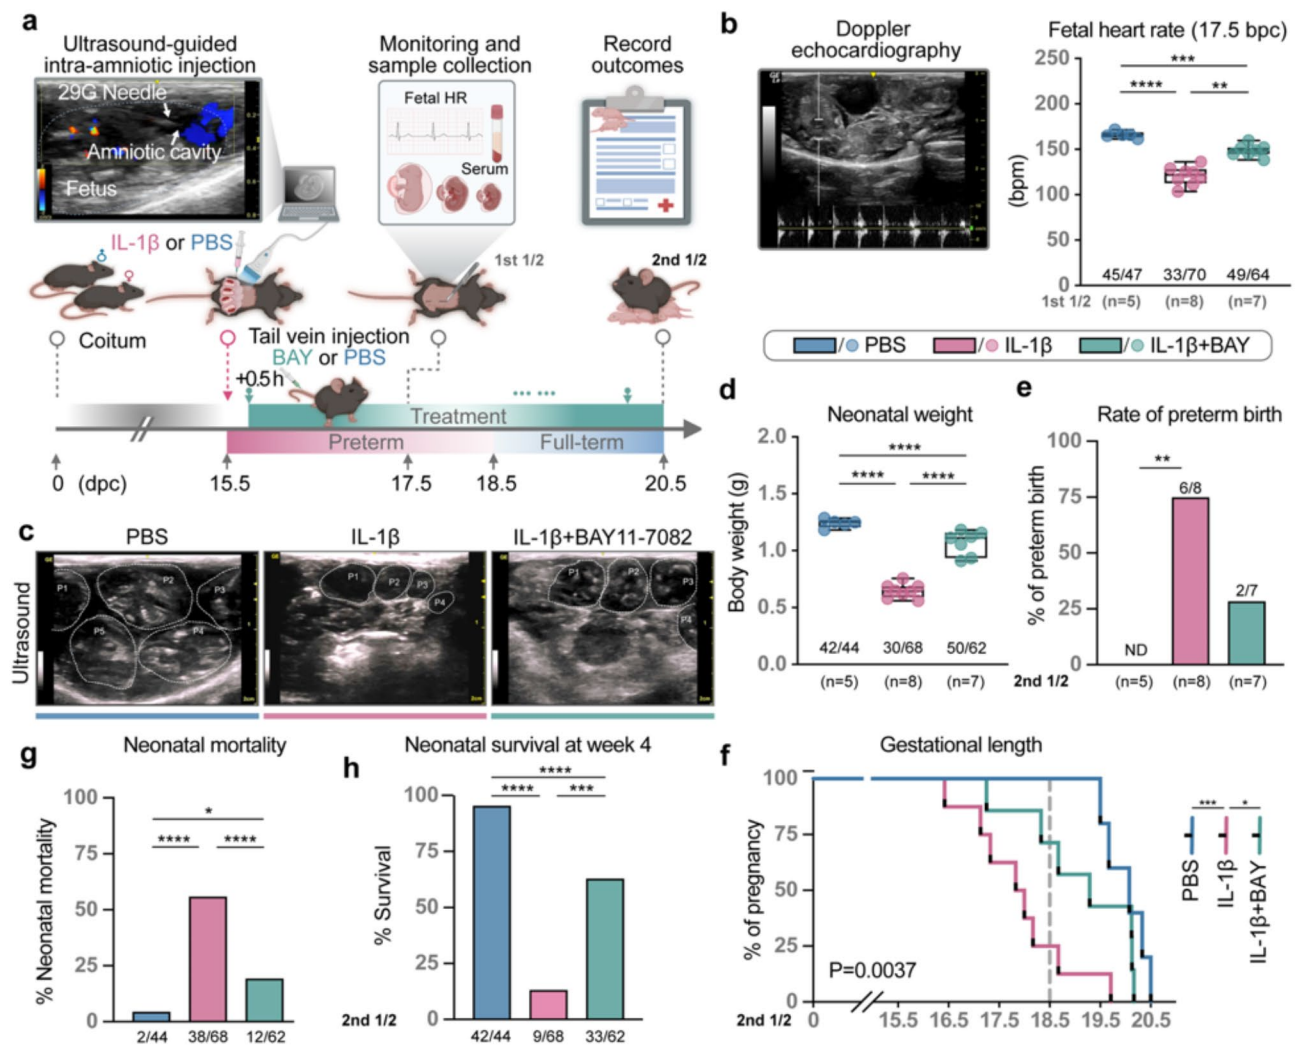 a
Ultrasound-guided
intra-amniotic injection
29G Needle
Amniotic cavity
Fetus
Monitoring and
sample collection
Fetal HR
Serum
Record
outcomes
IL-1β or PBS
1st 1/2
2nd 1/2
Coitum
Tail vein injection
BAY or PBS
+0.5 h
Treatment
Preterm
Full-term
0 (dpc) 15.5 17.5 18.5 20.5
b
Doppler
echocardiography
GE
Fetal heart rate (17.5 bpc)
(bpm)
250
200
150
100
50
0
***
**** **
45/47 33/70 49/64
1st 1/2 (n=5) (n=8) (n=7)
/ PBS / IL-1β / IL-1β+BAY
c
PBS IL-1β IL-1β+BAY11-7082
Ultrasound
P1 P2 P3 P5 P4
P1 P2 P3 P4
P1 P2 P3 P4
d
Neonatal weight
Body weight (g)
2.0
1.5
1.0
0.5
0.0
****
**** ****
42/44 30/68 50/62
(n=5) (n=8) (n=7)
e
Rate of preterm birth
% of preterm birth
100
75
50
25
0
**
6/8
2/7
ND
2nd 1/2 (n=5) (n=8) (n=7)
g
Neonatal mortality
% Neonatal mortality
100
75
50
25
0
*
**** ****
2/44 38/68 12/62
h
Neonatal survival at week 4
% Survival
100
75
50
25
0
****
**** ***
2nd 1/2 42/44 9/68 33/62
f
Gestational length
% of pregnancy
100
75
50
25
0
P=0.0037
2nd 1/2 0 15.5 16.5 17.5 18.5 19.5 20.5
*** *
PBS
IL-1β
IL-1β+BAY